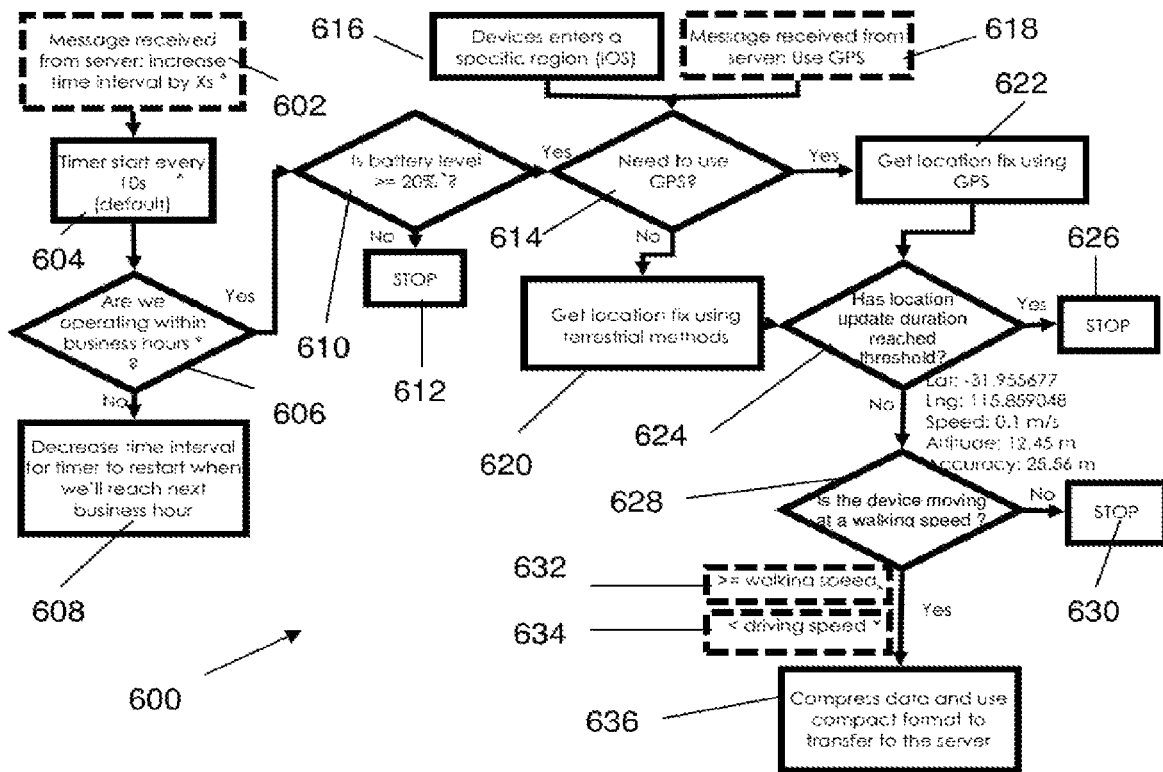 Message received
from server: increase
time interval by Xs *
602
Timer start every
10s ^
(default)
604
Are we
operating within
business hours *
?
Yes
No
606
Decrease time interval
for timer to restart when
we'll reach next
business hour
608
600
616
Devices enters a
specific region (iOS)
Message received from
server: Use GPS
618
Is battery level
>= 20% ^?
Yes
No
610
STOP
612
Need to use
GPS?
Yes
No
614
Get location fix using
GPS
622
Get location fix using
terrestrial methods
620
Has location
update duration
reached
threshold?
Yes
No
624
626
STOP
Lat: -31.955677
Lng: 115.859048
Speed: 0.1 m/s
Altitude: 12.45 m
Accuracy: 25.56 m
628
Is the device moving
at a walking speed ?
No
Yes
STOP
630
632
>= walking speed
634
< driving speed *
636
Compress data and use
compact format to
transfer to the server